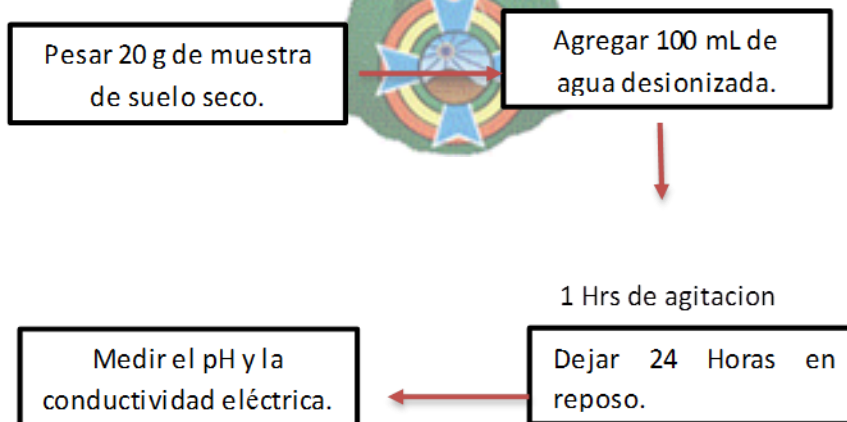 Pesar 20 g de muestra
de suelo seco.
Agregar 100 mL de
agua desionizada.
1 Hrs de agitacion
Dejar 24 Horas en
reposo.
Medir el pH y la
conductividad eléctrica.